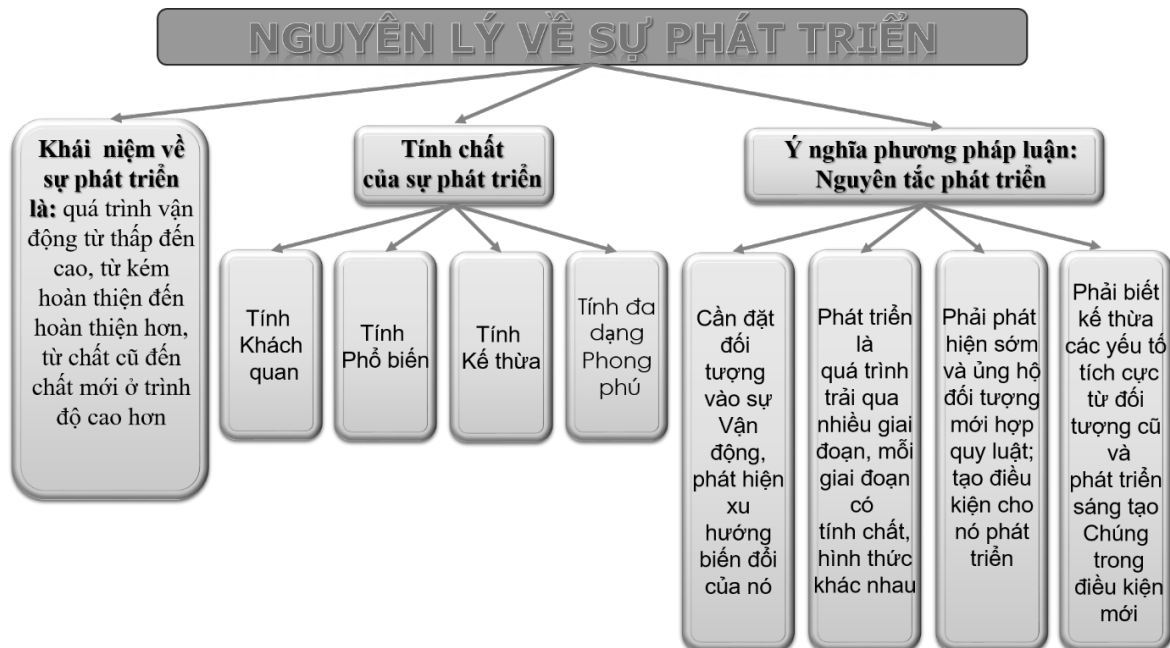 NGUYÊN LÝ VỀ SỰ PHÁT TRIỂN
Khái niệm về
sự phát triển
là: quá trình vận
động từ thấp đến
cao, từ kém
hoàn thiện đến
hoàn thiện hơn,
từ chất cũ đến
chất mới ở trình
độ cao hơn
Tính chất
của sự phát triển
Tính
Khách
quan
Tính
Phổ biến
Tính
Kế thừa
Tính đa
dạng
Phong
phú
Ý nghĩa phương pháp luận:
Nguyên tắc phát triển
Cần đặt
đối
tượng
vào sự
Vận
động,
phát hiện
xu
hướng
biến đổi
của nó
Phát triển
là
quá trình
trải qua
nhiều giai
đoạn, mỗi
giai đoạn
có
tính chất,
hình thức
khác nhau
Phải phát
hiện sớm
và ủng hộ
đối tượng
mới hợp
quy luật;
tạo điều
kiện cho
nó phát
triển
Phải biết
kế thừa
các yếu tố
tích cực
từ đối
tượng cũ
và
phát triển
sáng tạo
Chúng
trong
điều kiện
mới